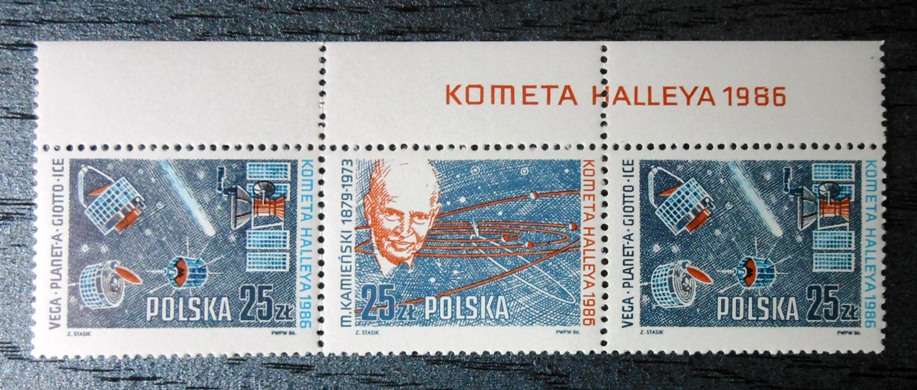 KOMETA HALLEYA 1986
VEGA · PLANET-A · GIOTTO · ICE
KOMETA HALLEYA 1986
POLSKA 25 ZŁ
Z. STASIK
PWPW 86.
M. KAMIEŃSKI 1879-1973
KOMETA HALLEYA 1986
25 ZŁ POLSKA
Z. STASIK
PWPW 86.
VEGA · PLANET-A · GIOTTO · ICE
KOMETA HALLEYA 1986
POLSKA 25 ZŁ
Z. STASIK
PWPW 86.